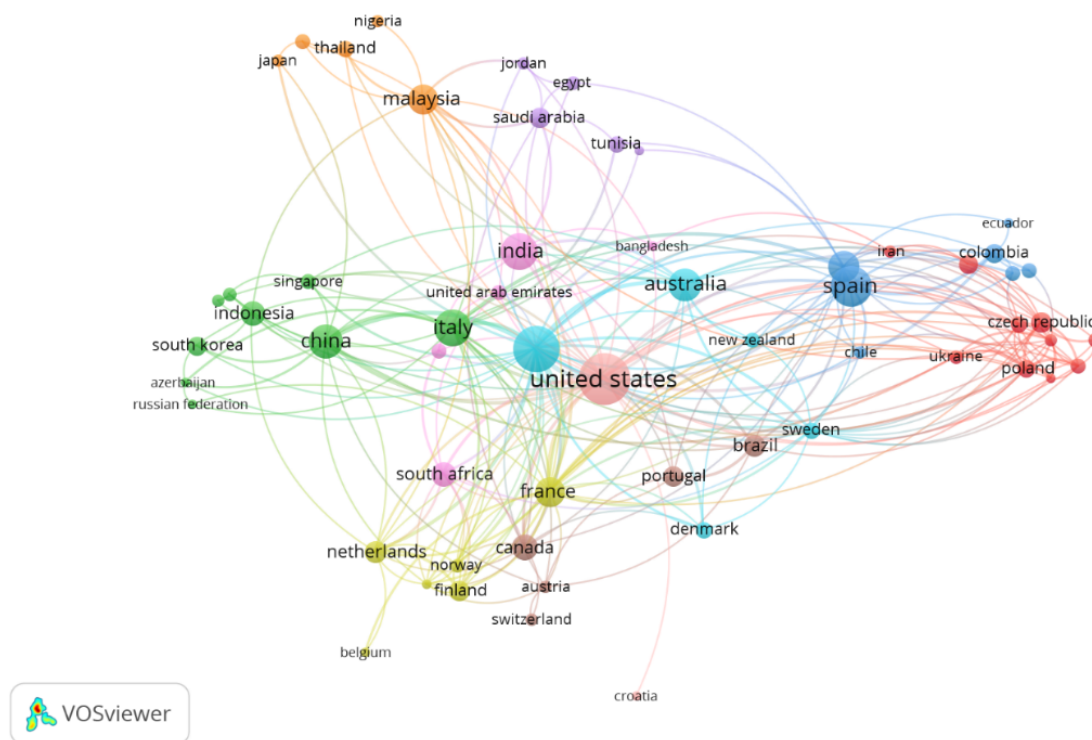 nigeria
thailand
japan
jordan
egypt
malaysia
saudi arabia
tunisia
ecuador
bangladesh
iran
colombia
india
singapore
united arab emirates
australia
spain
indonesia
italy
czech republic
china
new zealand
south korea
chile
ukraine
poland
azerbaijan
united states
russian federation
sweden
brazil
south africa
portugal
france
denmark
netherlands
canada
norway
finland
austria
switzerland
belgium
croatia
VOSviewer